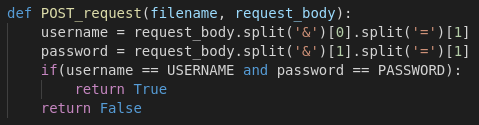 def POST_request(filename, request_body):
    username = request_body.split('&')[0].split('=')[1]
    password = request_body.split('&')[1].split('=')[1]
    if(username == USERNAME and password == PASSWORD):
        return True
    return False